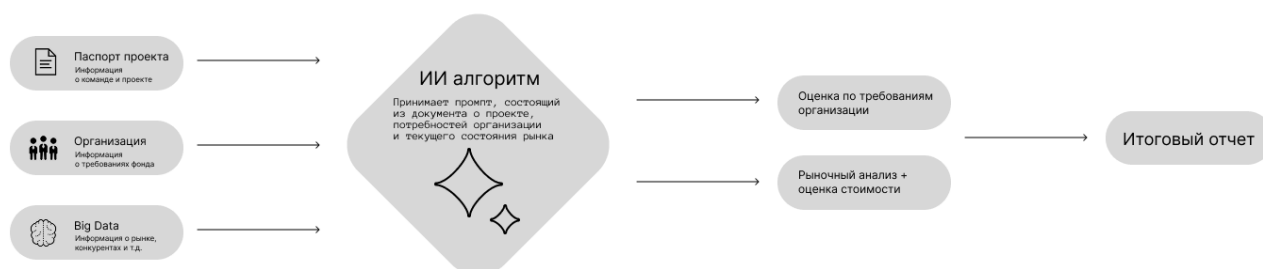 Паспорт проекта
Информация
о команде и проекте
Организация
Информация
о требованиях фонда
Big Data
Информация о рынке,
конкурентах и т.д.
ИИ алгоритм
Принимает промпт, состоящий
из документа о проекте,
потребностей организации
и текущего состояния рынка
Оценка по требованиям
организации
Рыночный анализ +
оценка стоимости
Итоговый отчет